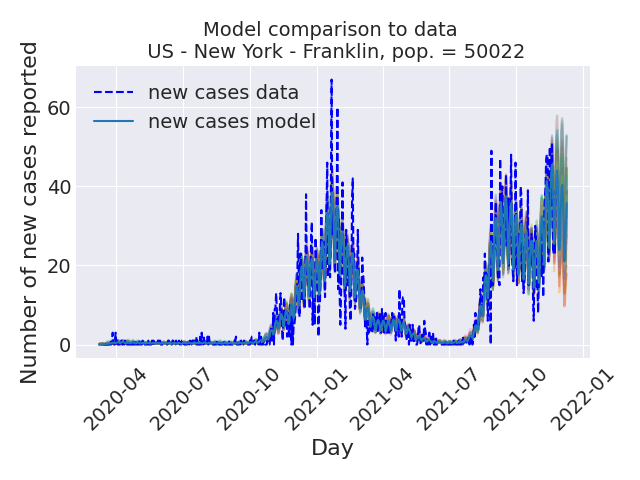 Model comparison to data
US - New York - Franklin, pop. = 50022
Number of new cases reported
new cases data
new cases model
60
40
20
0
2020-04
2020-07
2020-10
2021-01
2021-04
2021-07
2021-10
2022-01
Day